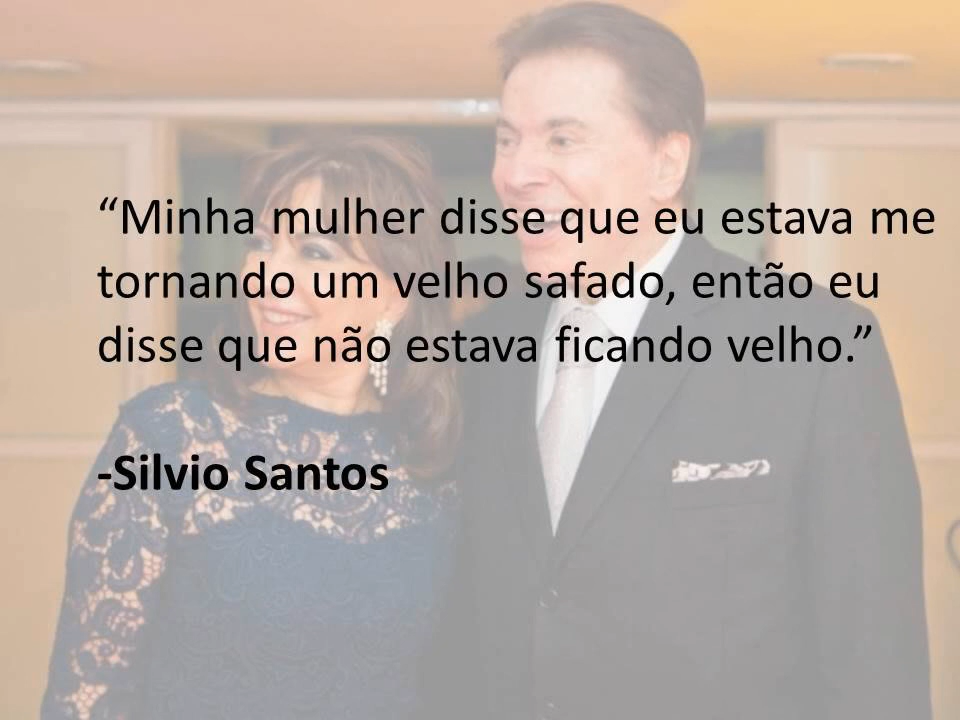 “Minha mulher disse que eu estava me
tornando um velho safado, então eu
disse que não estava ficando velho.”
-Silvio Santos